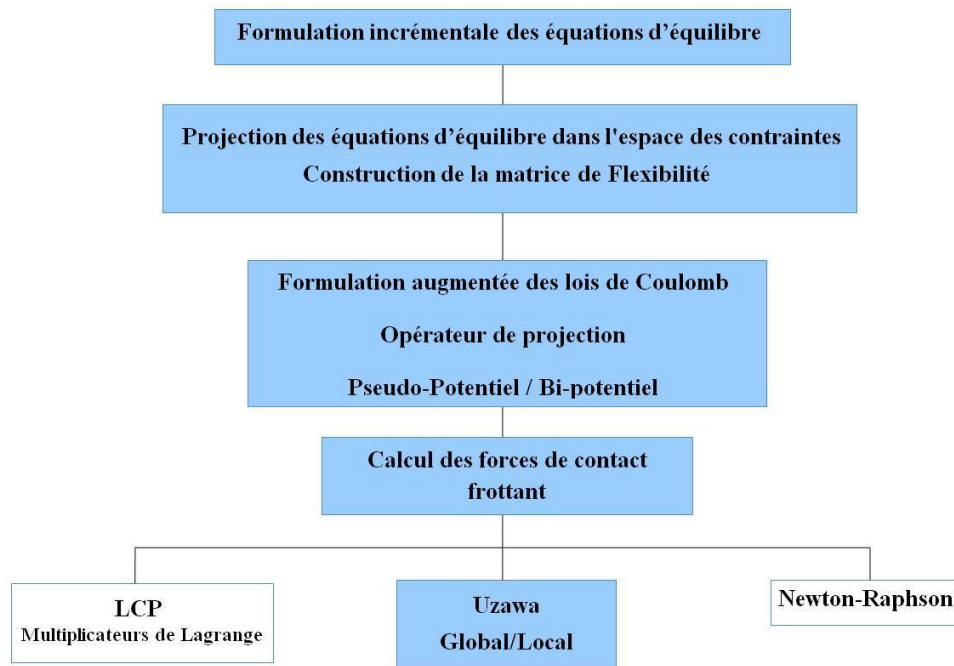 Formulation incrémentale des équations d'équilibre
Projection des équations d'équilibre dans l'espace des contraintes
Construction de la matrice de Flexibilité
Formulation augmentée des lois de Coulomb
Opérateur de projection
Pseudo-Potentiel / Bi-potentiel
Calcul des forces de contact
frottant
LCP
Multiplicateurs de Lagrange
Uzawa
Global/Local
Newton-Raphson